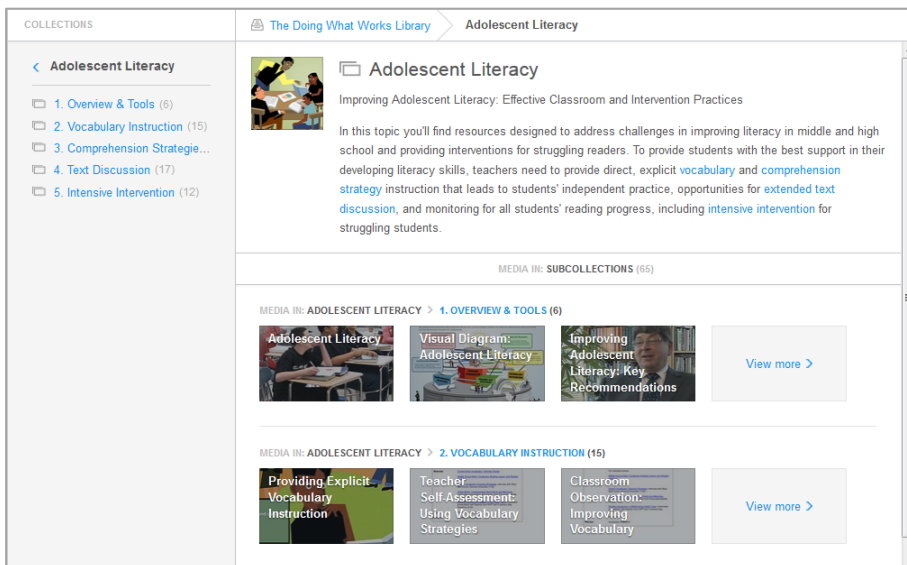 COLLECTIONS
The Doing What Works Library
Adolescent Literacy
Adolescent Literacy
1. Overview & Tools (6)
2. Vocabulary Instruction (15)
3. Comprehension Strategie...
4. Text Discussion (17)
5. Intensive Intervention (12)
Adolescent Literacy
Improving Adolescent Literacy: Effective Classroom and Intervention Practices
In this topic you'll find resources designed to address challenges in improving literacy in middle and high
school and providing interventions for struggling readers. To provide students with the best support in their
developing literacy skills, teachers need to provide direct, explicit vocabulary and comprehension
strategy instruction that leads to students' independent practice, opportunities for extended text
discussion, and monitoring for all students' reading progress, including intensive intervention for
struggling students.
MEDIA IN: SUBCOLLECTIONS (65)
MEDIA IN: ADOLESCENT LITERACY > 1. OVERVIEW & TOOLS (6)
Adolescent Literacy
Visual Diagram:
Adolescent Literacy
Improving
Adolescent
Literacy: Key
Recommendations
View more >
MEDIA IN: ADOLESCENT LITERACY > 2. VOCABULARY INSTRUCTION (15)
Providing Explicit
Vocabulary
Instruction
Teacher
Self-Assessment:
Using Vocabulary
Strategies
Classroom
Observation:
Improving
Vocabulary
View more >